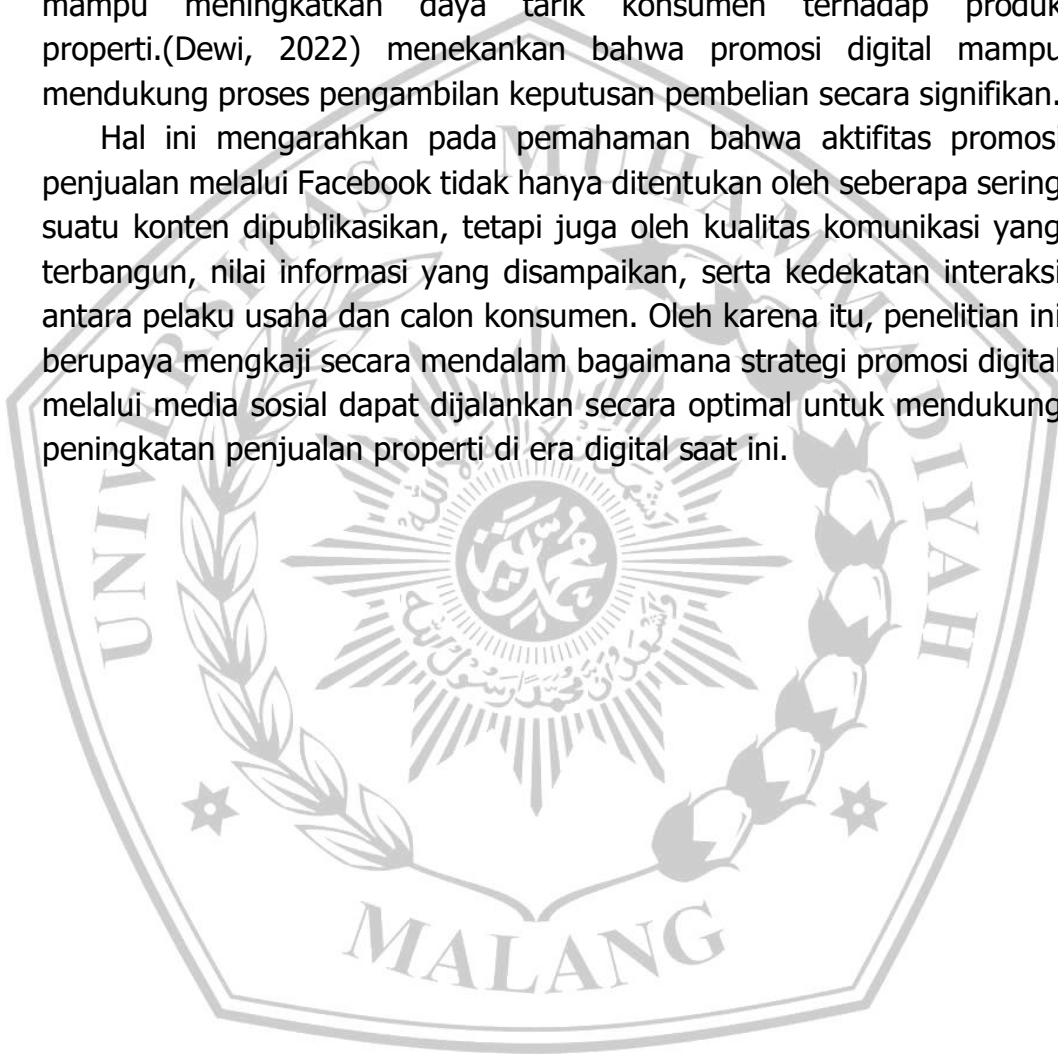 mampu meningkatkan daya tarik konsumen terhadap produk
properti.(Dewi, 2022) menekankan bahwa promosi digital mampu
mendukung proses pengambilan keputusan pembelian secara signifikan.
Hal ini mengarahkan pada pemahaman bahwa aktifitas promosi
penjualan melalui Facebook tidak hanya ditentukan oleh seberapa sering
suatu konten dipublikasikan, tetapi juga oleh kualitas komunikasi yang
terbangun, nilai informasi yang disampaikan, serta kedekatan interaksi
antara pelaku usaha dan calon konsumen. Oleh karena itu, penelitian ini
berupaya mengkaji secara mendalam bagaimana strategi promosi digital
melalui media sosial dapat dijalankan secara optimal untuk mendukung
peningkatan penjualan properti di era digital saat ini.
UNIVERSITAS MUHAMMADIYAH
MALANG